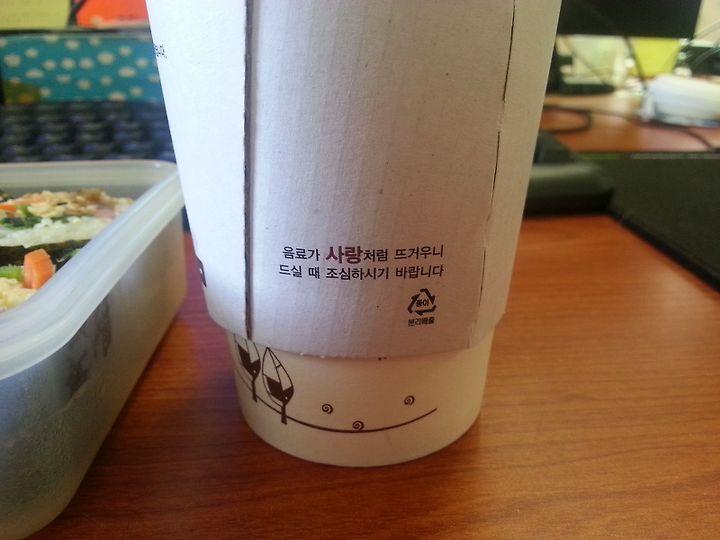 음료가 사랑처럼 뜨거우니
드실 때 조심하시기 바랍니다
종이
분리배출